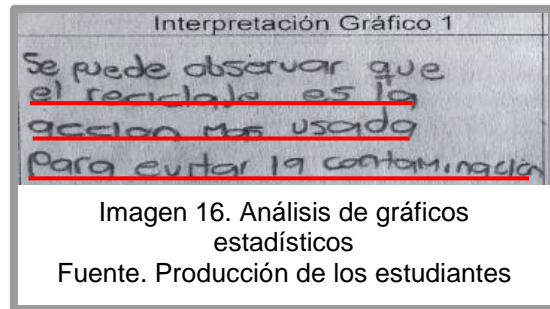 Interpretación Gráfico 1
Se puede observar que
el reciclaje es la
accion mas usada
para evitar la contaminación
Imagen 16. Análisis de gráficos
estadísticos
Fuente. Producción de los estudiantes